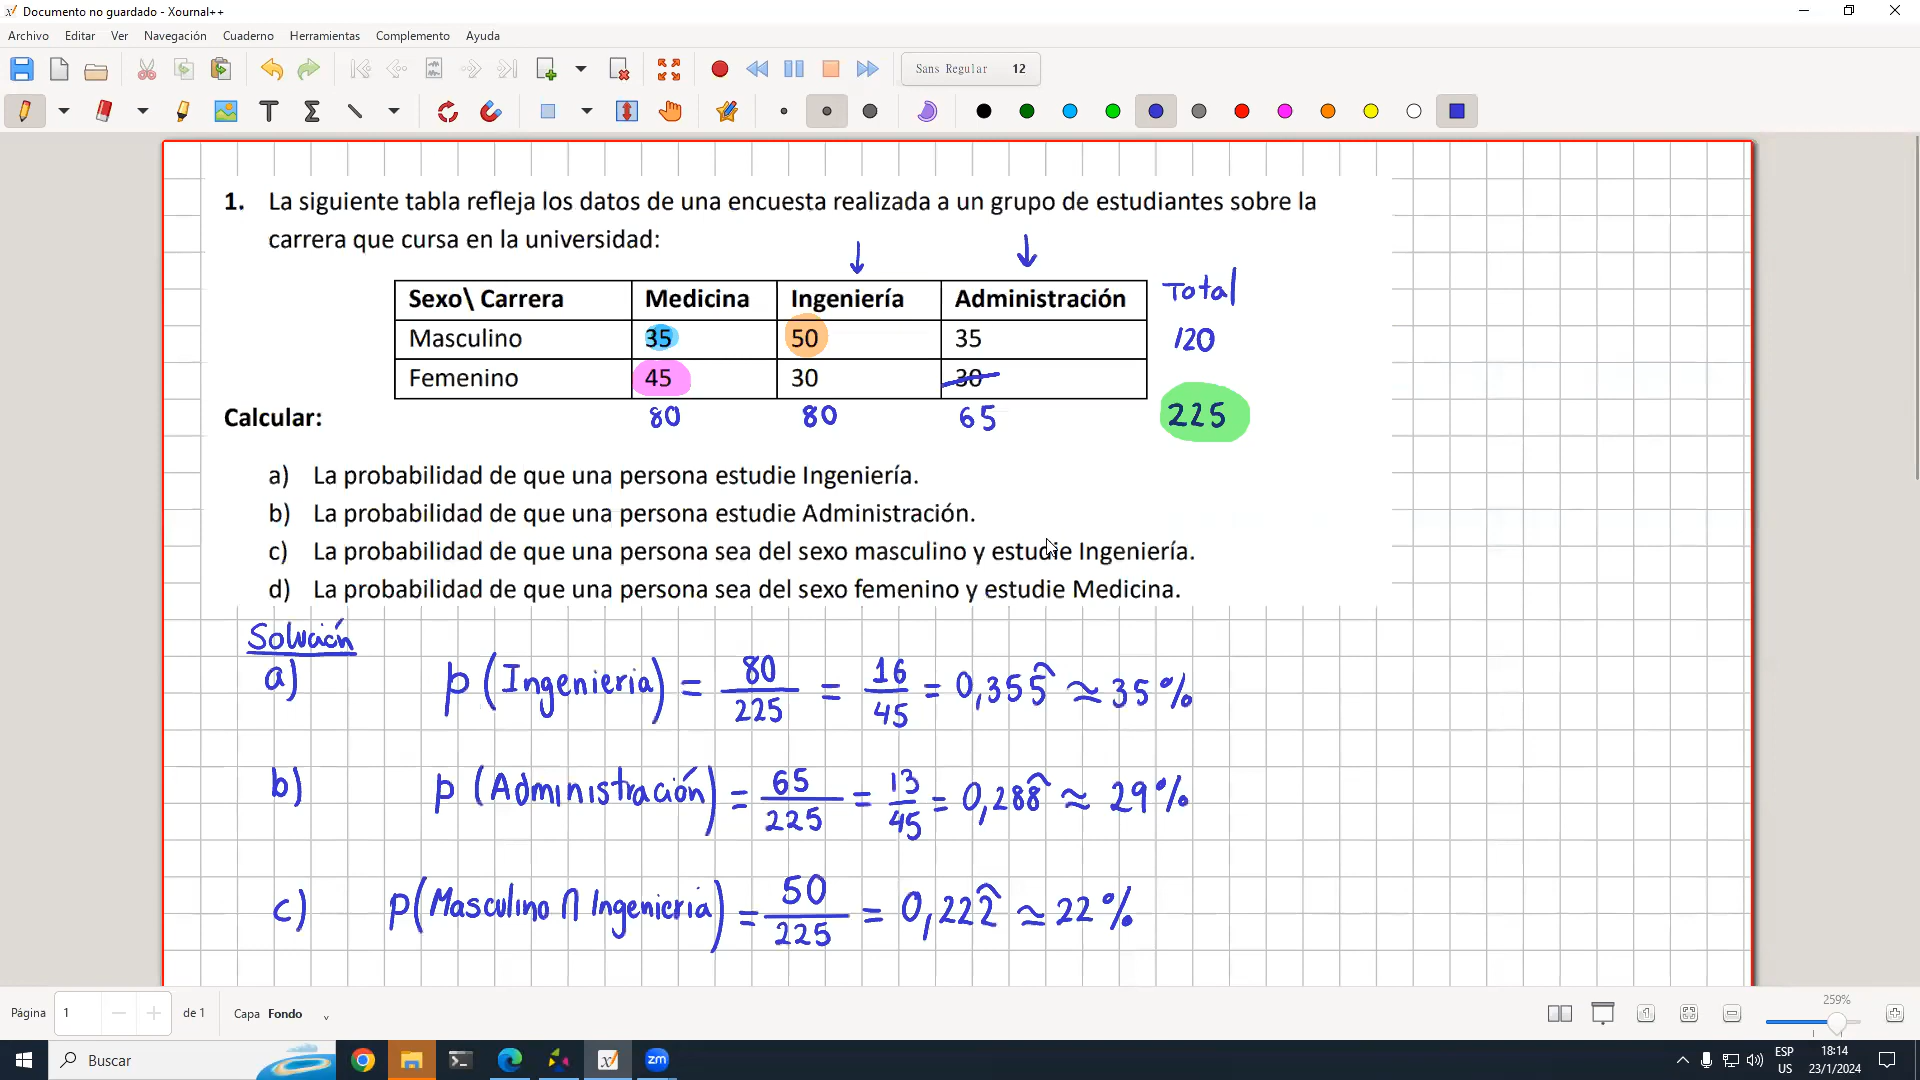 Documento no guardado - Xournal++
Archivo Editar Ver Navegación Cuaderno Herramientas Complemento Ayuda
Sans Regular 12
1. La siguiente tabla refleja los datos de una encuesta realizada a un grupo de estudiantes sobre la
carrera que cursa en la universidad:
Sexo\ Carrera Medicina Ingeniería Administración Total
Masculino 35 50 35 120
Femenino 45 30 30
Calcular: 80 80 65 225
a) La probabilidad de que una persona estudie Ingeniería.
b) La probabilidad de que una persona estudie Administración.
c) La probabilidad de que una persona sea del sexo masculino y estudie Ingeniería.
d) La probabilidad de que una persona sea del sexo femenino y estudie Medicina.
Solución
a) p (Ingenieria) = 80/225 = 16/45 = 0,355̂ ≈ 35%
b) p (Administración) = 65/225 = 13/45 = 0,288̂ ≈ 29%
c) p(Masculino ∩ Ingenieria) = 50/225 = 0,222̂ ≈ 22%
Página 1 de 1 Capa Fondo 259%
Buscar zm ESP US 18:14 23/1/2024